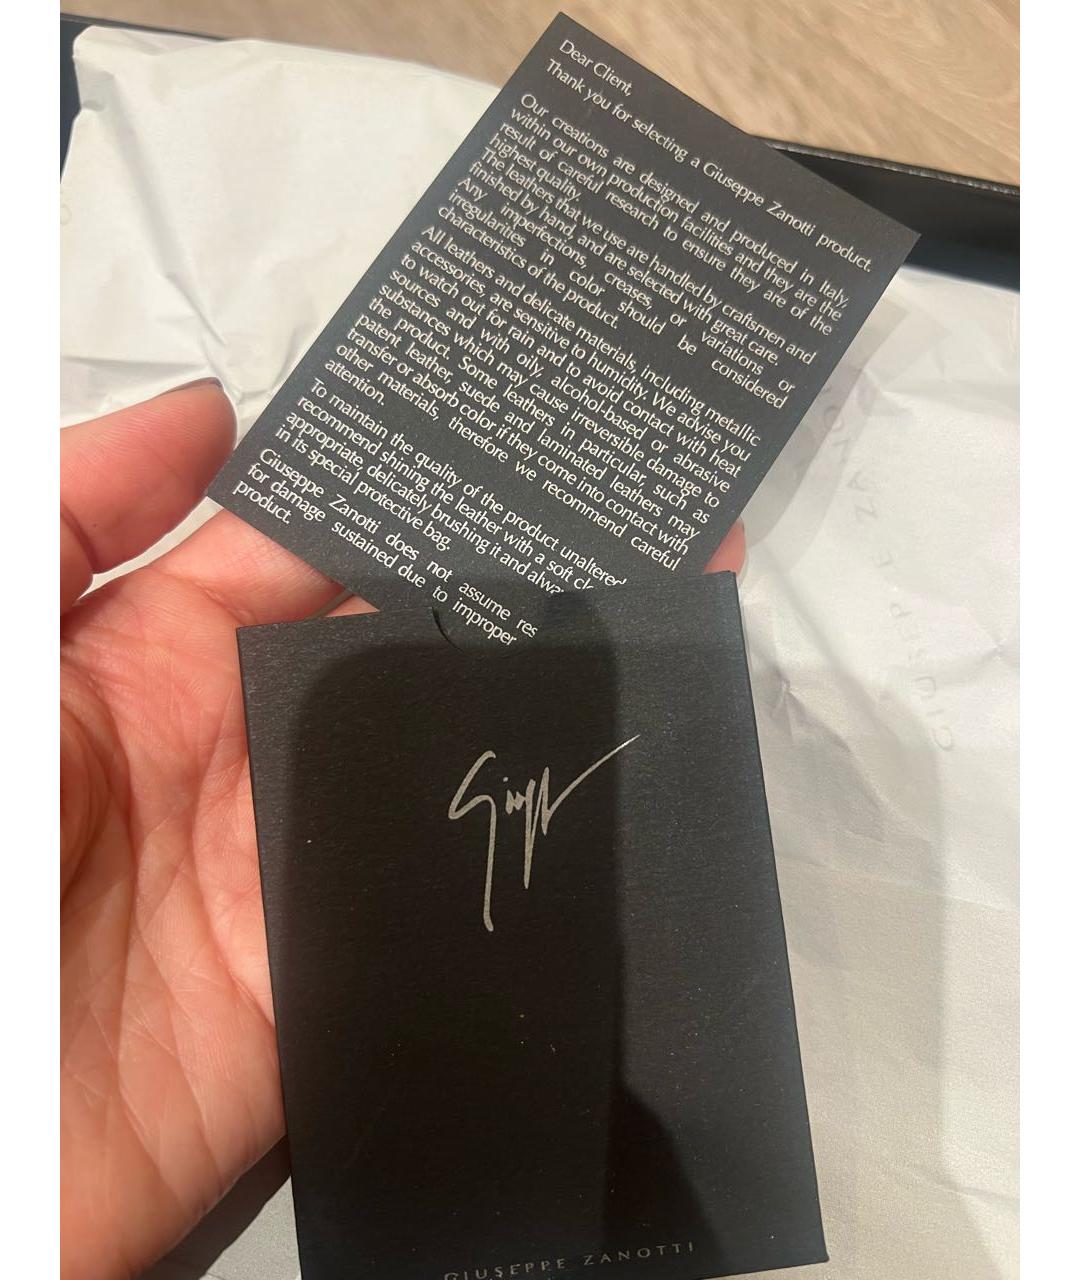 Dear Client,
Thank you for selecting a Giuseppe Zanotti product.
Our creations are designed and produced in Italy,
within our own production facilities and they are the
result of careful research to ensure they are of the
highest quality.
The leathers that we use are handled by craftsmen and
finished by hand, and are selected with great care.
Any imperfections, creases, or variations or
irregularities in color should be considered
characteristics of the product.
All leathers and delicate materials, including metallic
accessories, are sensitive to humidity. We advise you
to watch out for rain and to avoid contact with heat
sources and with oily, alcohol-based or abrasive
substances which may cause irreversible damage to
the product. Some leathers in particular, such as
patent leather, suede and laminated leathers may
transfer or absorb color if they come into contact with
other materials, therefore we recommend careful
attention.
To maintain the quality of the product unaltered
recommend shining the leather with a soft
appropriate, delicately brushing it and
in its special protective bag.
Giuseppe Zanotti does not assume
for damage sustained due to improper
product.
GIUSEPPE ZANOTTI